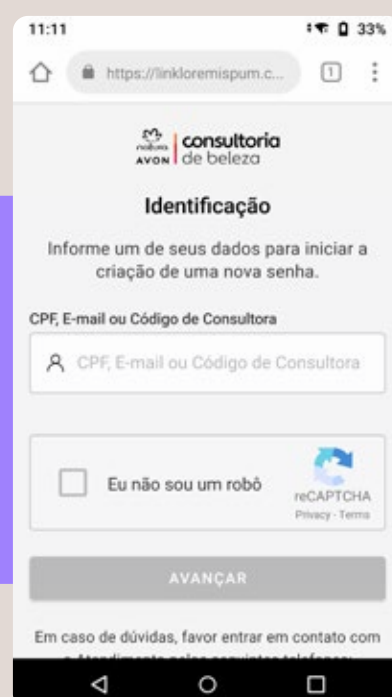 11:11
33%
https://linkloremispum.c...
1
natura
AVON
consultoria
de beleza
Identificação
Informe um de seus dados para iniciar a
criação de uma nova senha.
CPF, E-mail ou Código de Consultora
CPF, E-mail ou Código de Consultora
Eu não sou um robô
reCAPTCHA
Privacy - Terms
AVANÇAR
Em caso de dúvidas, favor entrar em contato com